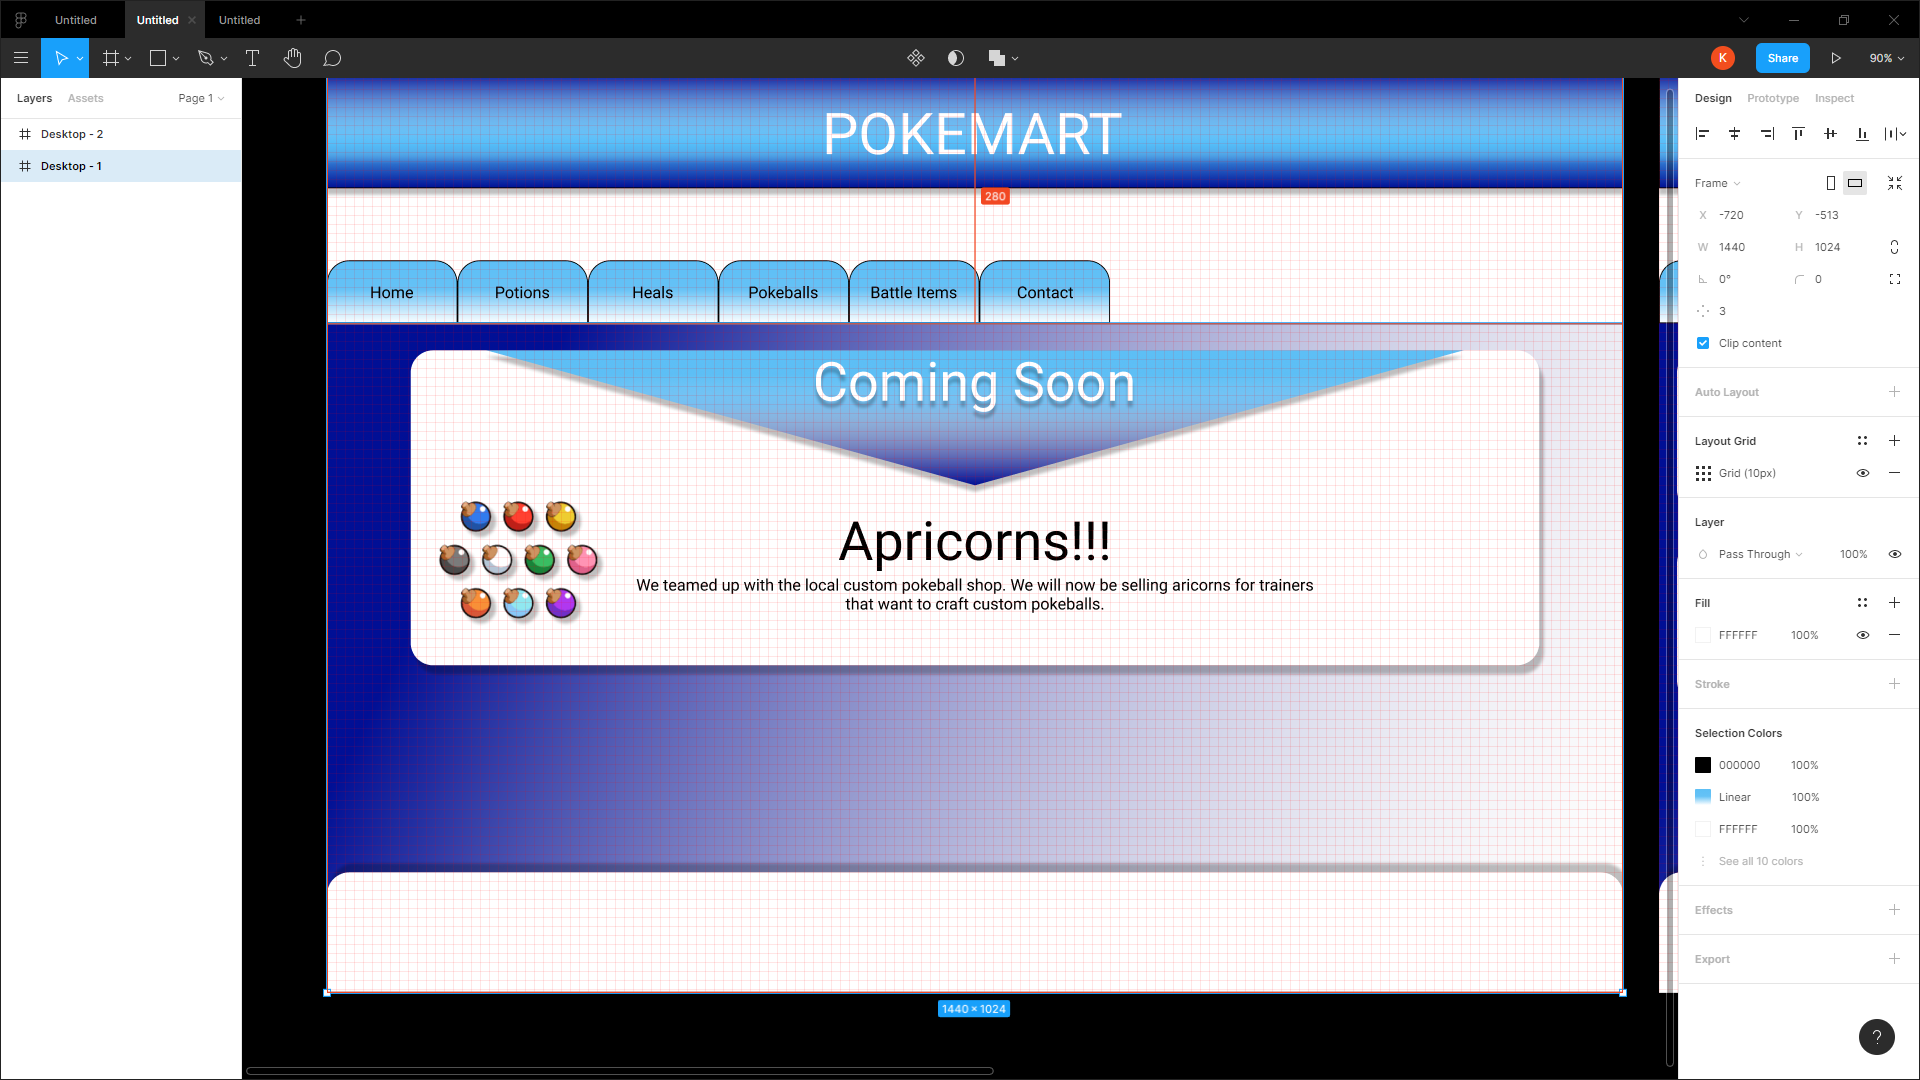 Untitled
Untitled
Untitled
K
Share
90%
Layers
Assets
Page 1
Desktop - 2
Desktop - 1
POKEMART
280
Home
Potions
Heals
Pokeballs
Battle Items
Contact
Coming Soon
Apricorns!!!
We teamed up with the local custom pokeball shop. We will now be selling aricorns for trainers
that want to craft custom pokeballs.
1440 × 1024
Design
Prototype
Inspect
Frame
X -720
Y -513
W 1440
H 1024
0°
0
3
Clip content
Auto Layout
Layout Grid
Grid (10px)
Layer
Pass Through
100%
Fill
FFFFFF
100%
Stroke
Selection Colors
000000
100%
Linear
100%
FFFFFF
100%
See all 10 colors
Effects
Export
?